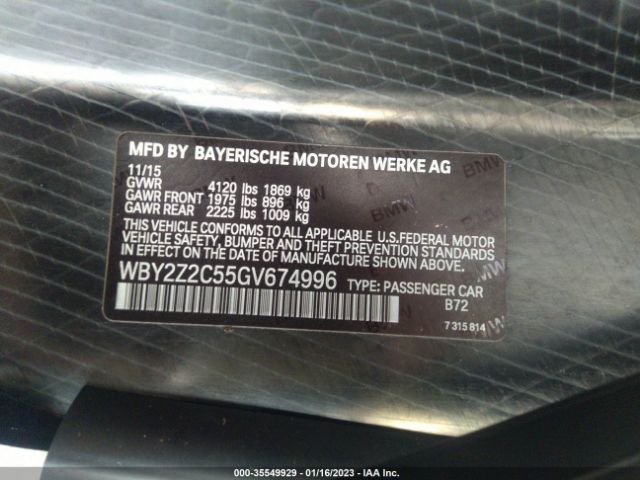 MFD BY BAYERISCHE MOTOREN WERKE AG
11/15
GVWR 4120 lbs 1869 kg
GAWR FRONT 1975 lbs 896 kg
GAWR REAR 2225 lbs 1009 kg
THIS VEHICLE CONFORMS TO ALL APPLICABLE U.S.FEDERAL MOTOR
VEHICLE SAFETY, BUMPER, AND THEFT PREVENTION STANDARDS
IN EFFECT ON THE DATE OF MANUFACTURE SHOWN ABOVE.
WBY2Z2C55GV674996 TYPE: PASSENGER CAR
B72
7 315 814
BMW
BMW
BMW
000-35549929 - 01/16/2023 - IAA Inc.